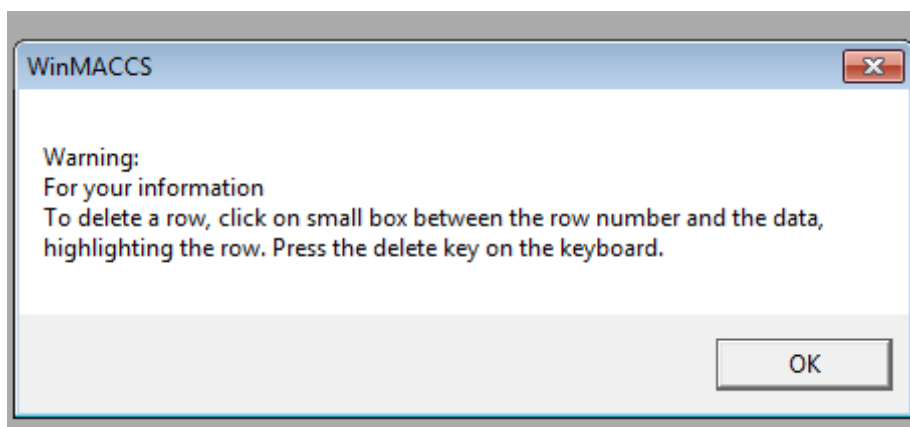 WinMACCS
Warning:
For your information
To delete a row, click on small box between the row number and the data,
highlighting the row. Press the delete key on the keyboard.
OK